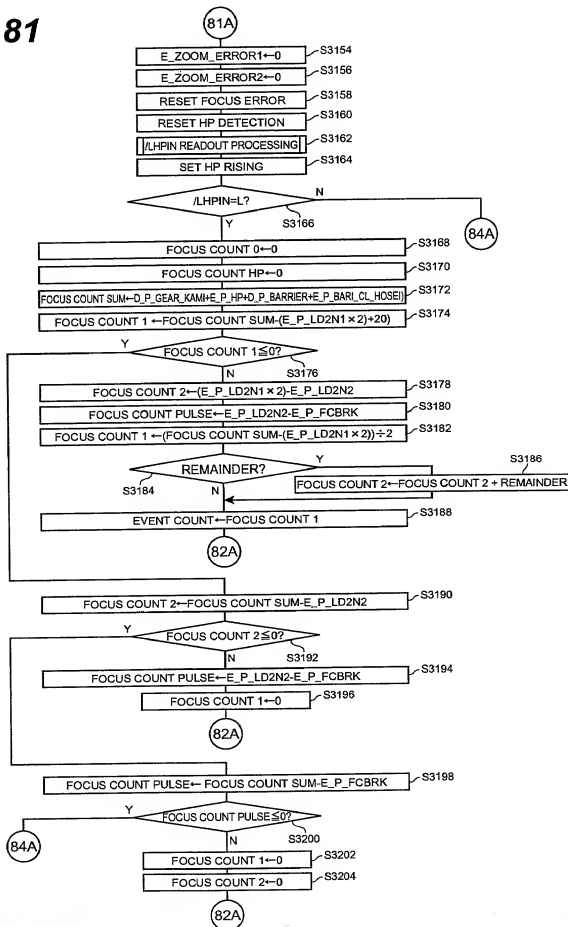 81
81A
E_ZOOM_ERROR1←0
S3154
E_ZOOM_ERROR2←0
S3156
RESET FOCUS ERROR
S3158
RESET HP DETECTION
S3160
/LHPIN READOUT PROCESSING
S3162
SET HP RISING
S3164
/LHPIN=L?
N
S3166
Y
84A
FOCUS COUNT 0←0
S3168
FOCUS COUNT HP←0
S3170
FOCUS COUNT SUM←D_P_GEAR_KAMI+E_P_HP+D_P_BARRIER+E_P_BARI_CL_HOSEI)
S3172
FOCUS COUNT 1 ←FOCUS COUNT SUM-(E_P_LD2N1×2)+20)
S3174
Y
FOCUS COUNT 1≦0?
S3176
N
FOCUS COUNT 2←(E_P_LD2N1×2)-E_P_LD2N2
S3178
FOCUS COUNT PULSE←E_P_LD2N2-E_P_FCBRK
S3180
FOCUS COUNT 1 ←(FOCUS COUNT SUM-(E_P_LD2N1×2))÷2
S3182
REMAINDER?
Y
S3184
N
S3186
FOCUS COUNT 2←FOCUS COUNT 2 + REMAINDER
EVENT COUNT←FOCUS COUNT 1
S3188
82A
FOCUS COUNT 2←FOCUS COUNT SUM-E_P_LD2N2
S3190
Y
FOCUS COUNT 2≦0?
S3192
N
FOCUS COUNT PULSE←E_P_LD2N2-E_P_FCBRK
S3194
FOCUS COUNT 1←0
S3196
82A
FOCUS COUNT PULSE← FOCUS COUNT SUM-E_P_FCBRK
S3198
Y
FOCUS COUNT PULSE≦0?
S3200
84A
N
FOCUS COUNT 1←0
S3202
FOCUS COUNT 2←0
S3204
82A